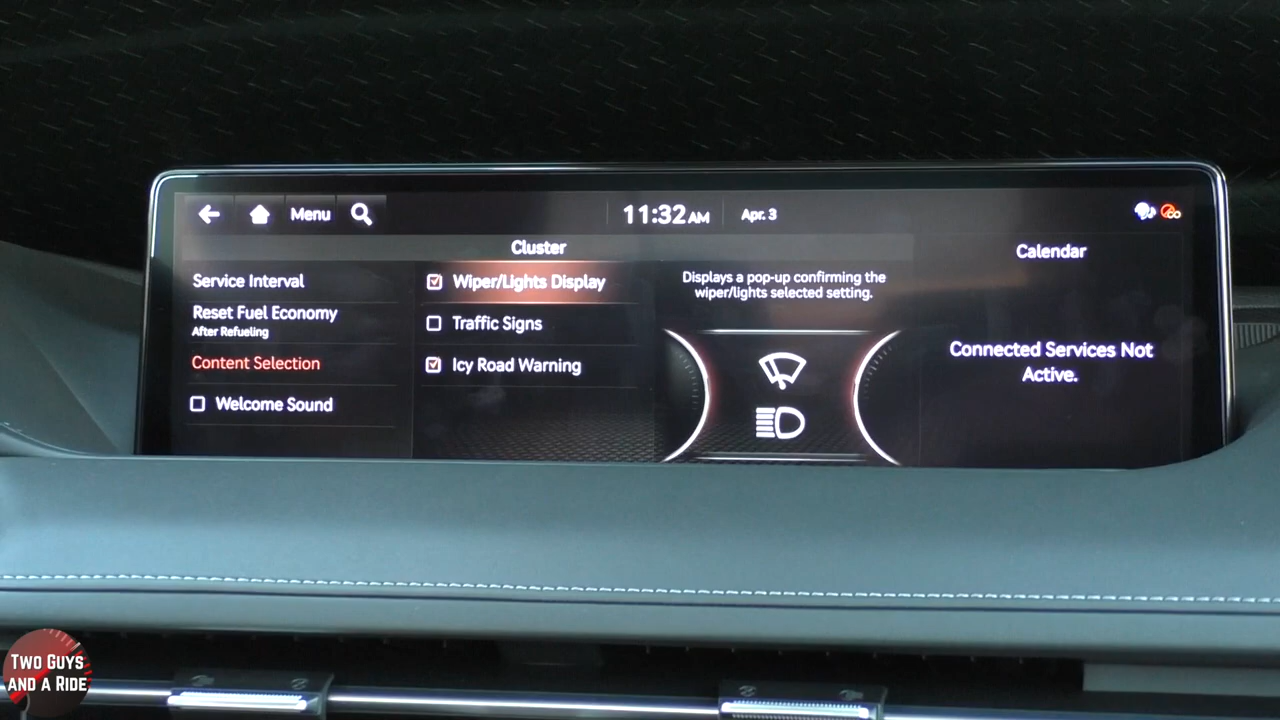 Menu
11:32 AM
Apr. 3
Cluster
Service Interval
Reset Fuel Economy
After Refueling
Content Selection
Welcome Sound
Wiper/Lights Display
Traffic Signs
Icy Road Warning
Displays a pop-up confirming the
wiper/lights selected setting.
Calendar
Connected Services Not
Active.
TWO GUYS
AND A RIDE